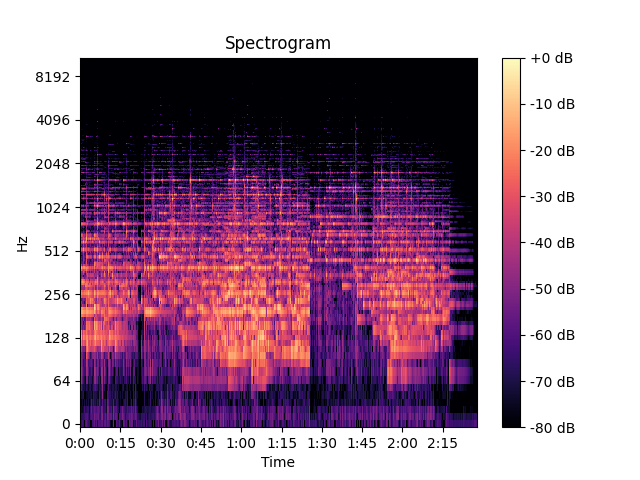 Spectrogram
Hz
8192
4096
2048
1024
512
256
128
64
0
0:00 0:15 0:30 0:45 1:00 1:15 1:30 1:45 2:00 2:15
Time
+0 dB
-10 dB
-20 dB
-30 dB
-40 dB
-50 dB
-60 dB
-70 dB
-80 dB